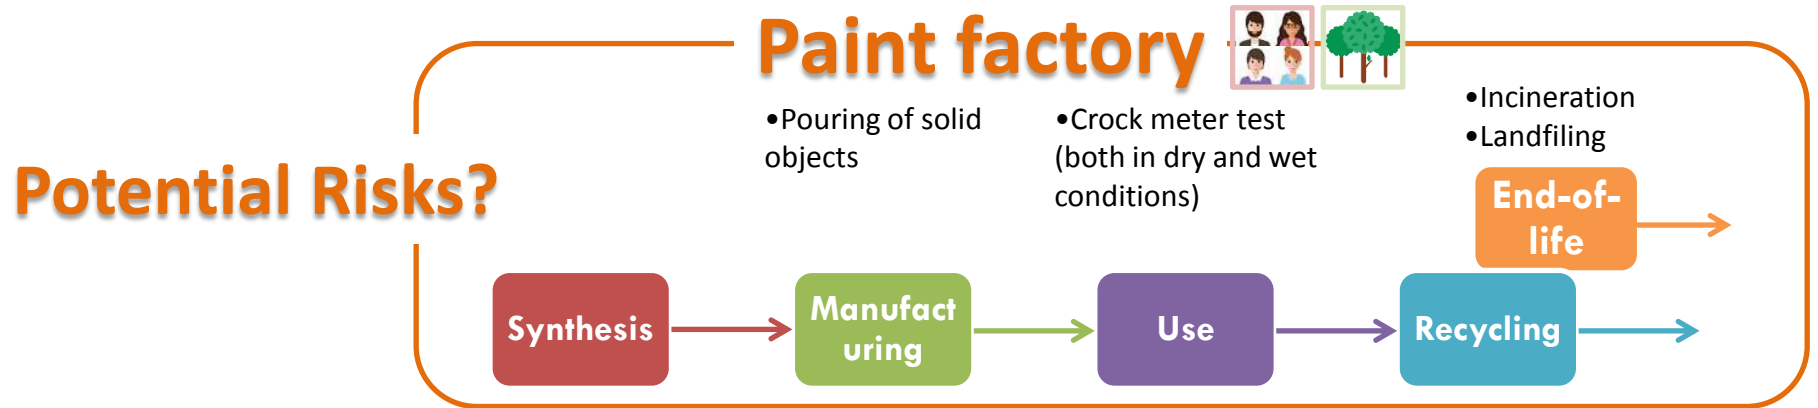 Paint factory
Potential Risks?
•Pouring of solid
objects
•Crock meter test
(both in dry and wet
conditions)
•Incineration
•Landfiling
End-of-
life
Synthesis
Manufact
uring
Use
Recycling